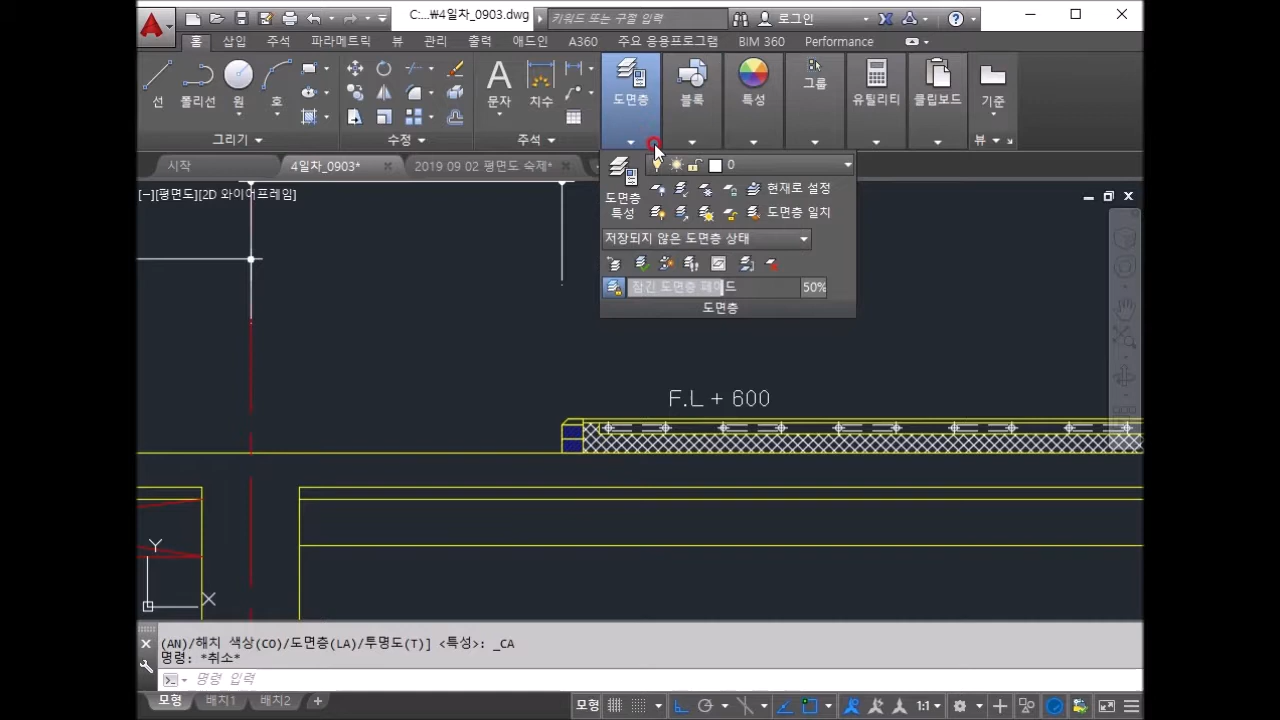 C:...₩4일차_0903.dwg 키워드 또는 구절 입력 로그인
홈 삽입 주석 파라메트릭 뷰 관리 출력 애드인 A360 주요 응용프로그램 BIM 360 Performance
선 폴리선 원 호 문자 치수 도면층 블록 특성 그룹 유틸리티 클립보드 기준
그리기 수정 주석 뷰
시작 4일차_0903* 2019 09 02 평면도 숙제*
0
[−][평면도][2D 와이어프레임]
현재로 설정
도면층 특성
도면층 일치
저장되지 않은 도면층 상태
잠긴 도면층 페이드 50%
도면층
F.L + 600
Y
X
(AN)/해치 색상(CO)/도면층(LA)/투명도(T)] <특성>: _CA
명령: *취소*
명령 입력
모형 배치1 배치2 + 모형 1:1